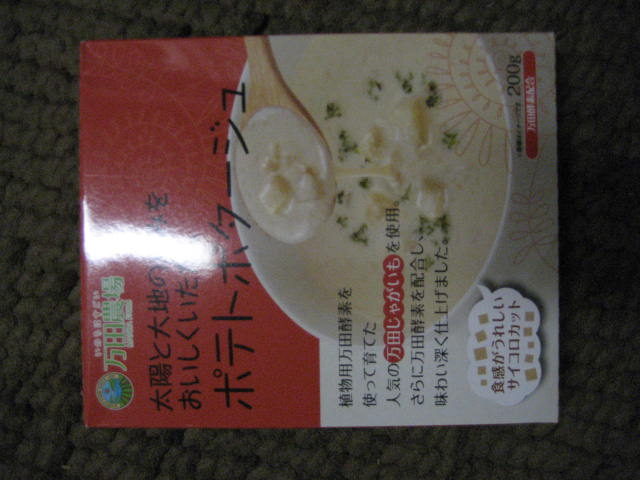 万田農場
太陽と大地の
おいしくいた
ポテトポタージュ
植物用万田酵素を
使って育てた
人気の万田じゃがいもを使用。
さらに万田酵素を配合し、
味わい深く仕上げました。
食感がうれしい
サイコロカット
200g
万田酵素配合